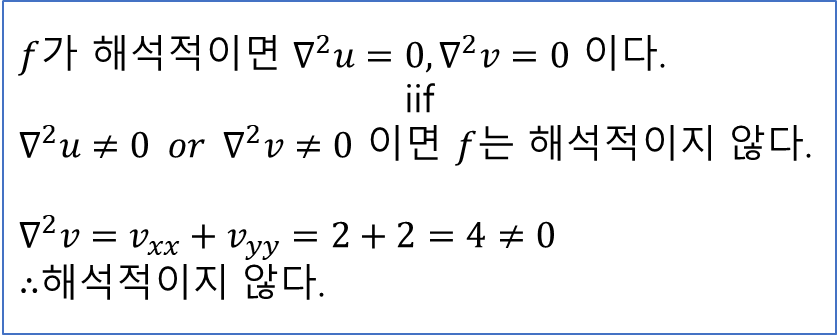 f가 해석적이면 ∇²u = 0, ∇²v = 0 이다.
iif
∇²u ≠ 0 or ∇²v ≠ 0 이면 f는 해석적이지 않다.
∇²v = vₓₓ + v_yy = 2 + 2 = 4 ≠ 0
∴해석적이지 않다.